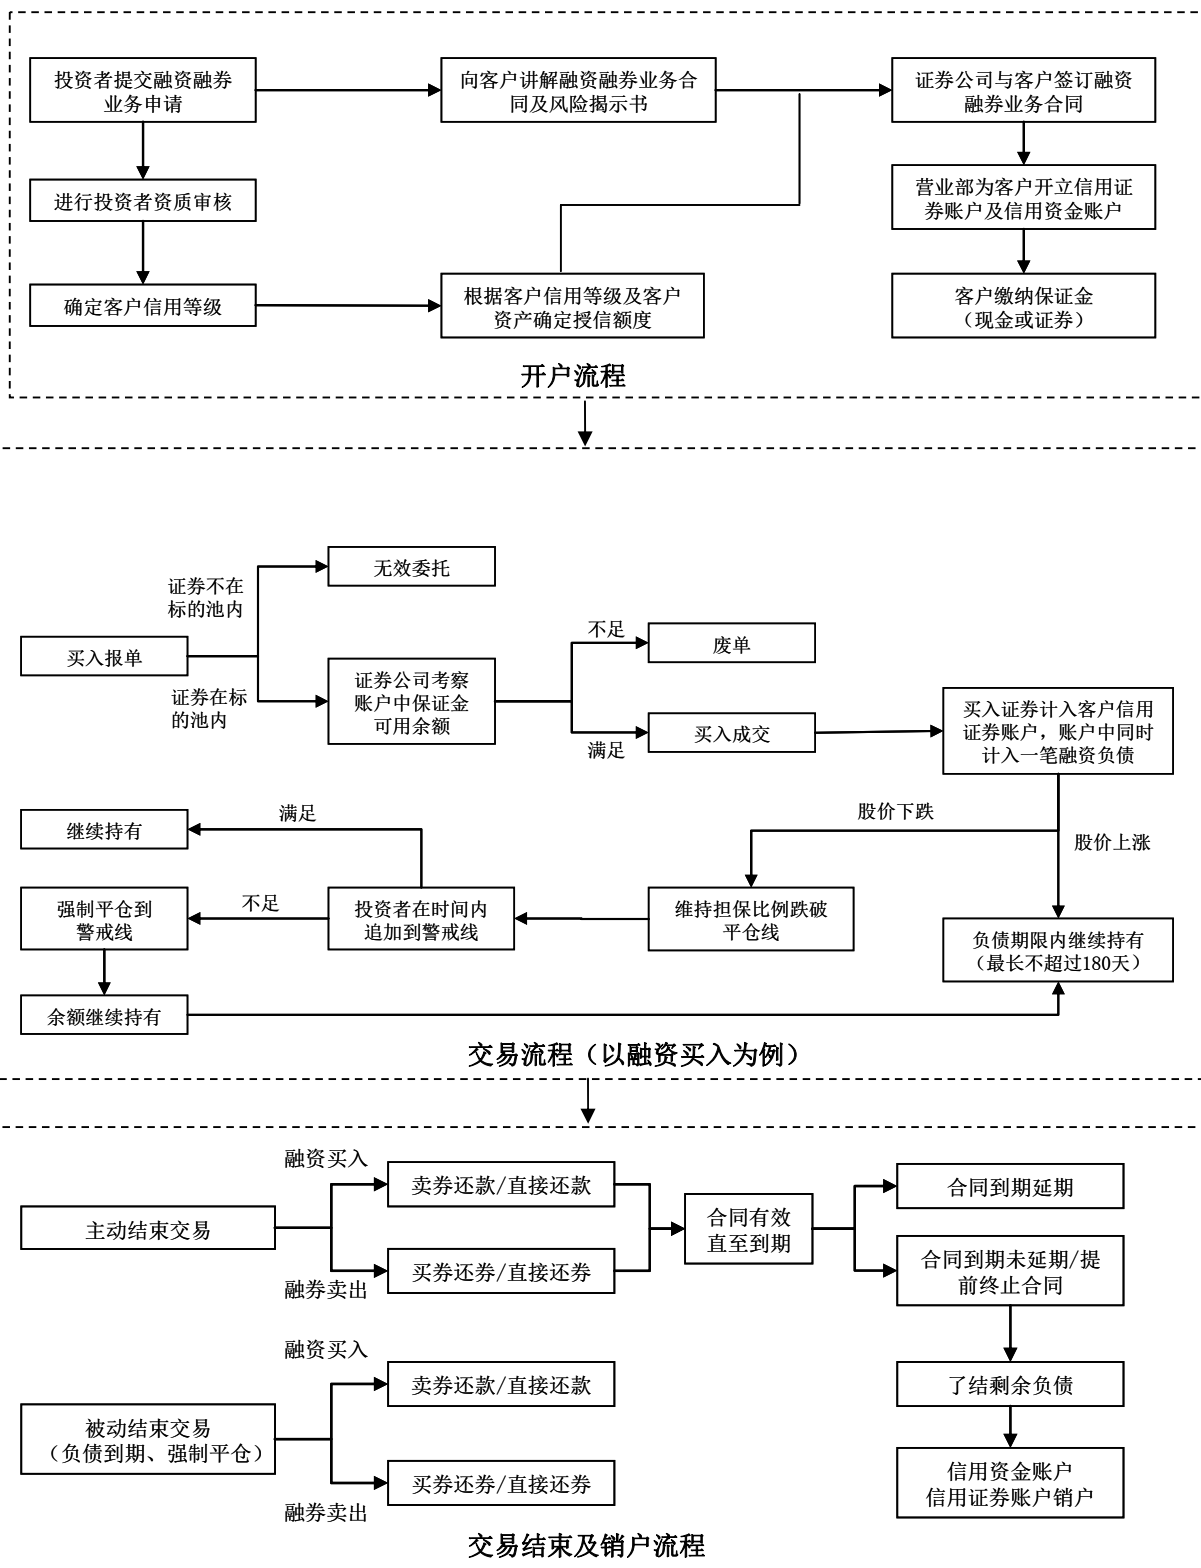 投资者提交融资融券
业务申请
向客户讲解融资融券业务合
同及风险揭示书
证券公司与客户签订融资
融券业务合同
进行投资者资质审核
营业部为客户开立信用证
券账户及信用资金账户
确定客户信用等级
根据客户信用等级及客户
资产确定授信额度
客户缴纳保证金
（现金或证券）
开户流程
无效委托
证券不在
标的池内
买入报单
证券在标
的池内
证券公司考察
账户中保证金
可用余额
不足
废单
满足
买入成交
买入证券计入客户信用
证券账户，账户中同时
计入一笔融资负债
股价下跌
股价上涨
继续持有
满足
强制平仓到
警戒线
不足
投资者在时间内
追加到警戒线
维持担保比例跌破
平仓线
负债期限内继续持有
（最长不超过180天）
余额继续持有
交易流程（以融资买入为例）
融资买入
卖券还款/直接还款
主动结束交易
融券卖出
买券还券/直接还券
合同有效
直至到期
合同到期延期
合同到期未延期/提
前终止合同
融资买入
卖券还款/直接还款
了结剩余负债
被动结束交易
（负债到期、强制平仓）
融券卖出
买券还券/直接还券
信用资金账户
信用证券账户销户
交易结束及销户流程